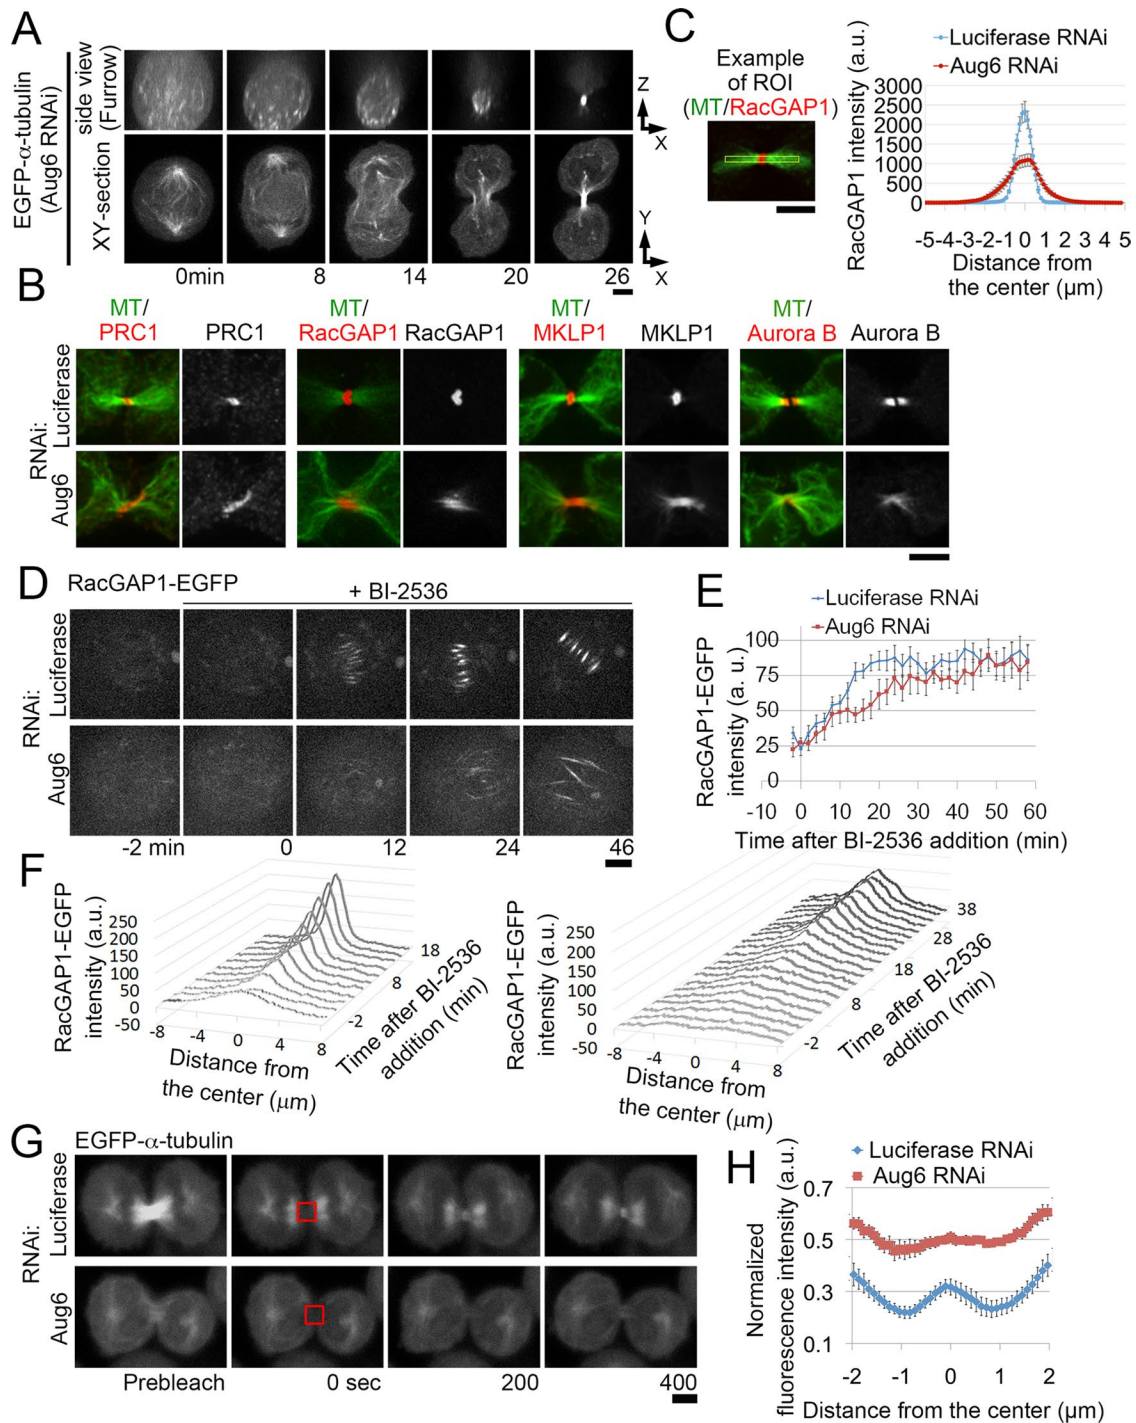 A
EGFP-α-tubulin
(Aug6 RNAi)
side view
(Furrow)
XY-section
Z
X
Y
X
0min
8
14
20
26
C
Example
of ROI
(MT/RacGAP1)
Luciferase RNAi
Aug6 RNAi
RacGAP1 intensity (a.u.)
3000
2500
2000
1500
1000
500
0
-5-4-3-2-1 0 1 2 3 4 5
Distance from
the center (μm)
B
MT/
PRC1
PRC1
MT/
RacGAP1
RacGAP1
MT/
MKLP1
MKLP1
MT/
Aurora B
Aurora B
RNAi:
Luciferase
Aug6
D
RacGAP1-EGFP
+ BI-2536
RNAi:
Luciferase
Aug6
-2 min
0
12
24
46
E
Luciferase RNAi
Aug6 RNAi
RacGAP1-EGFP
intensity (a. u.)
100
75
50
25
0
-10 0 10 20 30 40 50 60
Time after BI-2536 addition (min)
F
RacGAP1-EGFP
intensity (a.u.)
250
200
150
100
50
0
-50
-8 -4 0 4 8
Distance from
the center (μm)
-2
8
18
Time after BI-2536
addition (min)
RacGAP1-EGFP
intensity (a.u.)
250
200
150
100
50
0
-50
-8 -4 0 4 8
Distance from
the center (μm)
-2
8
18
28
38
Time after BI-2536
addition (min)
G
EGFP-α-tubulin
RNAi:
Luciferase
Aug6
Prebleach
0 sec
200
400
H
Luciferase RNAi
Aug6 RNAi
Normalized
fluorescence intensity (a.u.)
0.7
0.5
0.3
0.1
-2 -1 0 1 2
Distance from the center (μm)